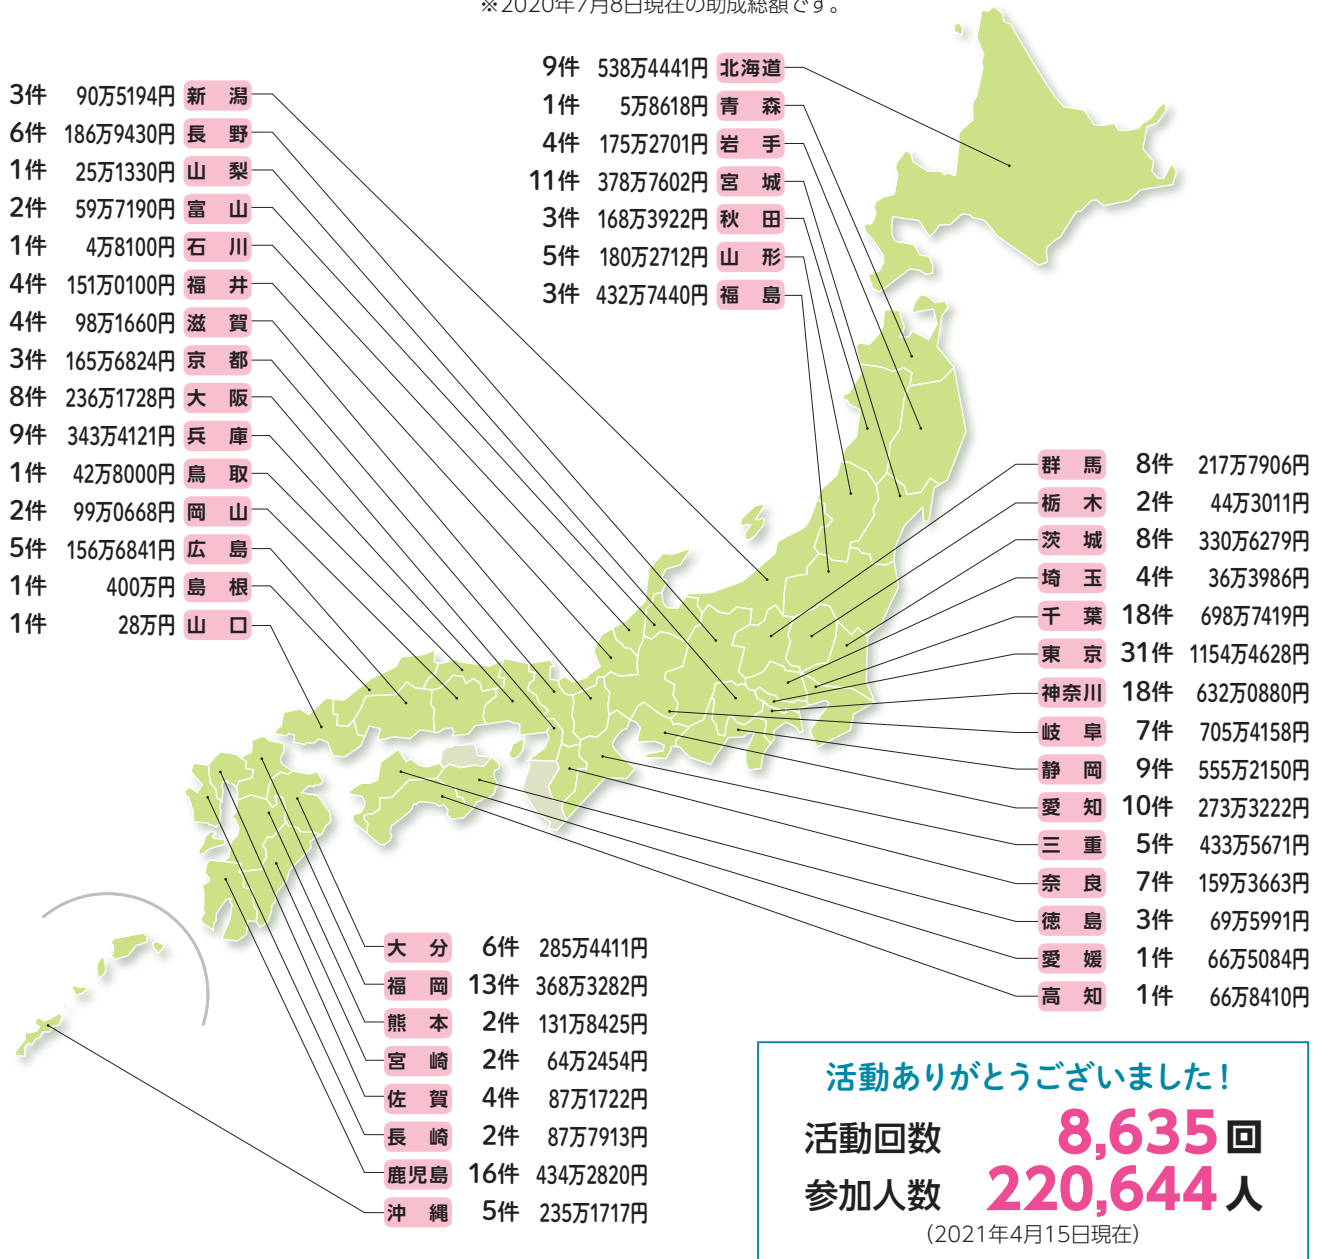 ※2020年7月8日現在の助成総額です。
3件 90万5194円 新潟
6件 186万9430円 長野
1件 25万1330円 山梨
2件 59万7190円 富山
1件 4万8100円 石川
4件 151万0100円 福井
4件 98万1660円 滋賀
3件 165万6824円 京都
8件 236万1728円 大阪
9件 343万4121円 兵庫
1件 42万8000円 鳥取
2件 99万0668円 岡山
5件 156万6841円 広島
1件 400万円 島根
1件 28万円 山口
9件 538万4441円 北海道
1件 5万8618円 青森
4件 175万2701円 岩手
11件 378万7602円 宮城
3件 168万3922円 秋田
5件 180万2712円 山形
3件 432万7440円 福島
群馬 8件 217万7906円
栃木 2件 44万3011円
茨城 8件 330万6279円
埼玉 4件 36万3986円
千葉 18件 698万7419円
東京 31件 1154万4628円
神奈川 18件 632万0880円
岐阜 7件 705万4158円
静岡 9件 555万2150円
愛知 10件 273万3222円
三重 5件 433万5671円
奈良 7件 159万3663円
徳島 3件 69万5991円
愛媛 1件 66万5084円
高知 1件 66万8410円
大分 6件 285万4411円
福岡 13件 368万3282円
熊本 2件 131万8425円
宮崎 2件 64万2454円
佐賀 4件 87万1722円
長崎 2件 87万7913円
鹿児島 16件 434万2820円
沖縄 5件 235万1717円
活動ありがとうございました！
活動回数 8,635回
参加人数 220,644人
（2021年4月15日現在）